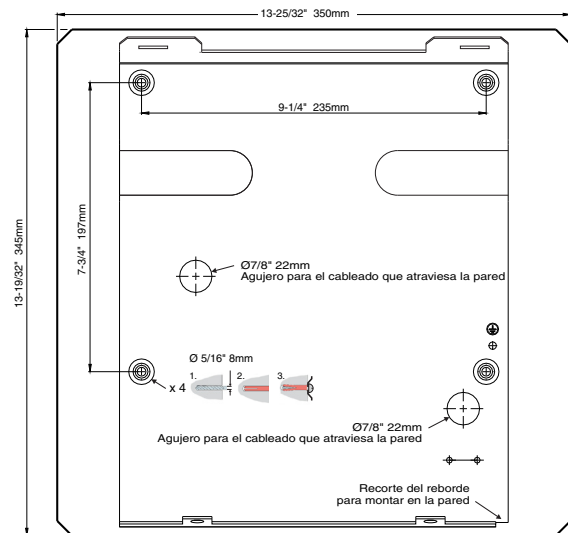 13-25/32" 350mm
9-1/4" 235mm
13-19/32" 345mm
7-3/4" 197mm
Ø7/8" 22mm
Agujero para el cableado que atraviesa la pared
Ø 5/16" 8mm
x 4
1.
2.
3.
Ø7/8" 22mm
Agujero para el cableado que atraviesa la pared
Recorte del reborde
para montar en la pared